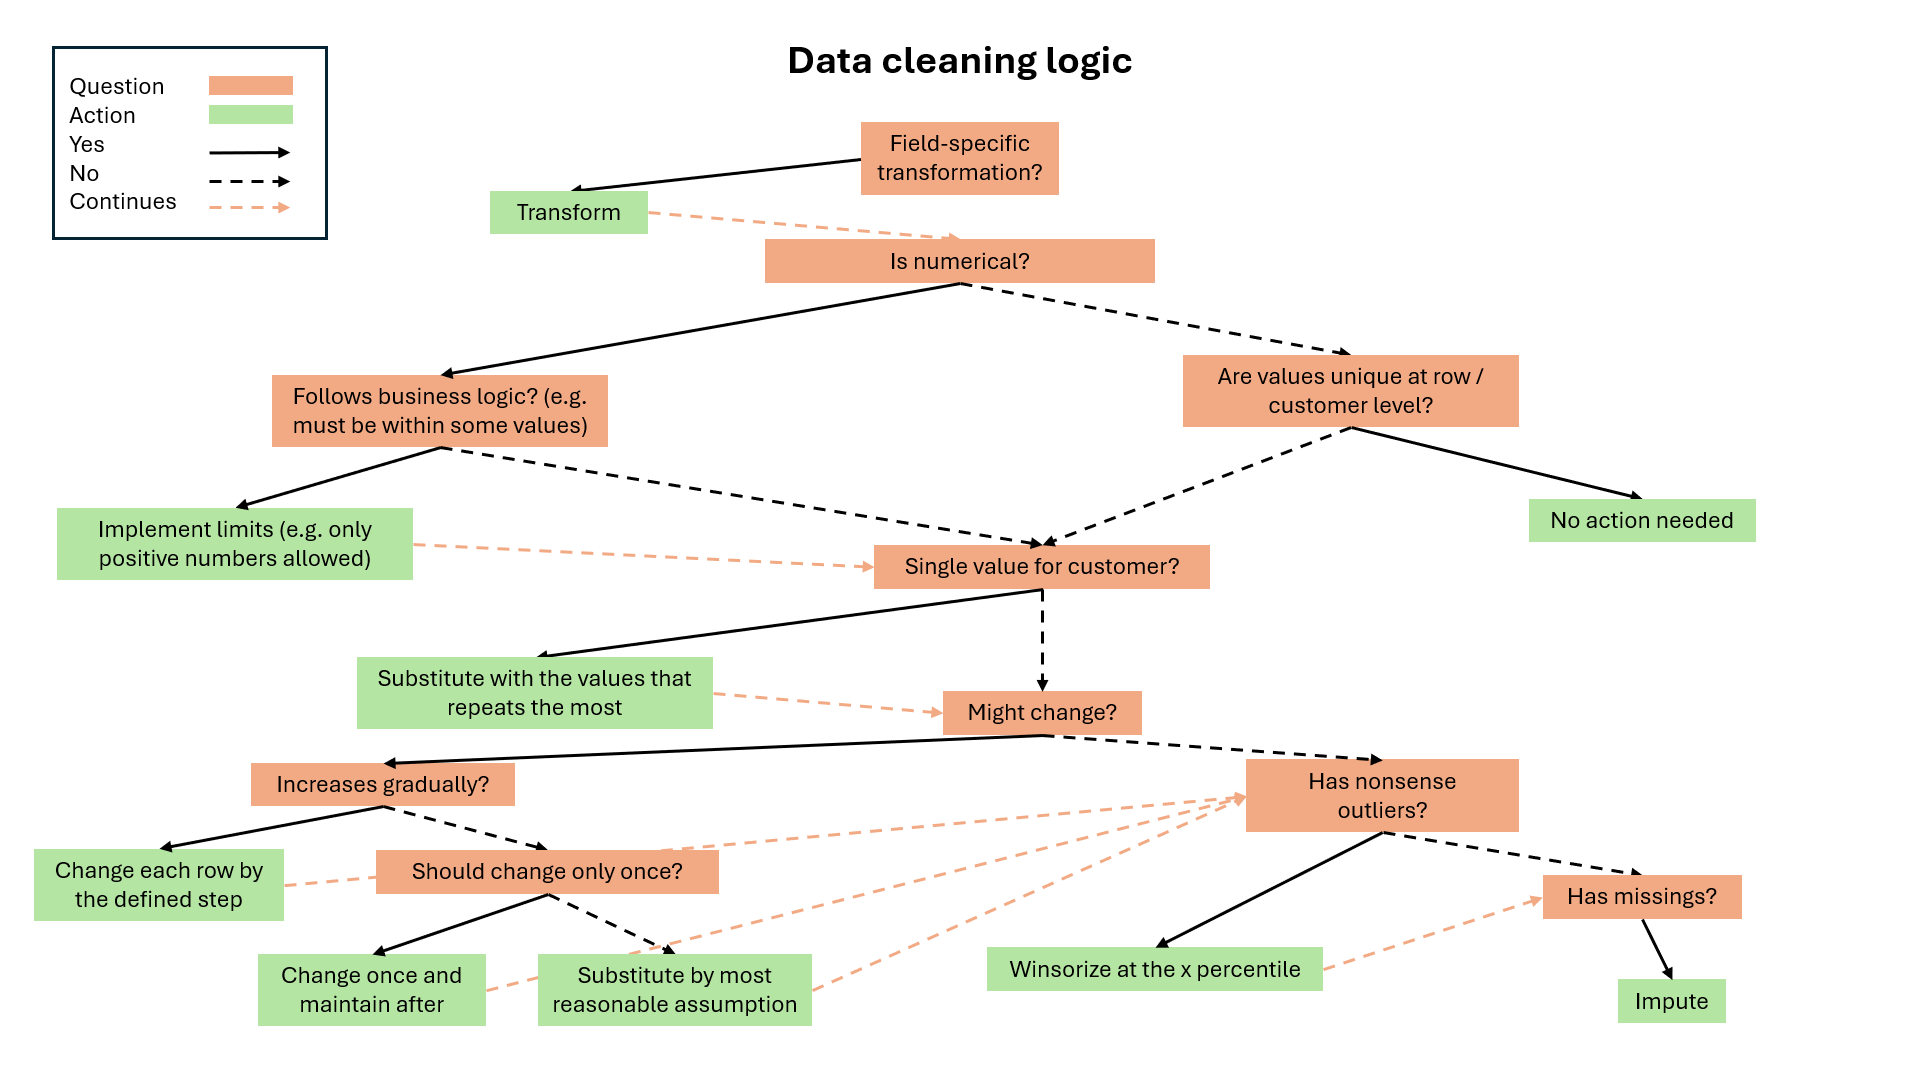 Data cleaning logic
Question
Action
Yes
No
Continues
Field-specific
transformation?
Transform
Is numerical?
Follows business logic? (e.g.
must be within some values)
Are values unique at row /
customer level?
Implement limits (e.g. only
positive numbers allowed)
No action needed
Single value for customer?
Substitute with the values that
repeats the most
Might change?
Increases gradually?
Has nonsense
outliers?
Change each row by
the defined step
Should change only once?
Has missings?
Change once and
maintain after
Substitute by most
reasonable assumption
Winsorize at the x percentile
Impute